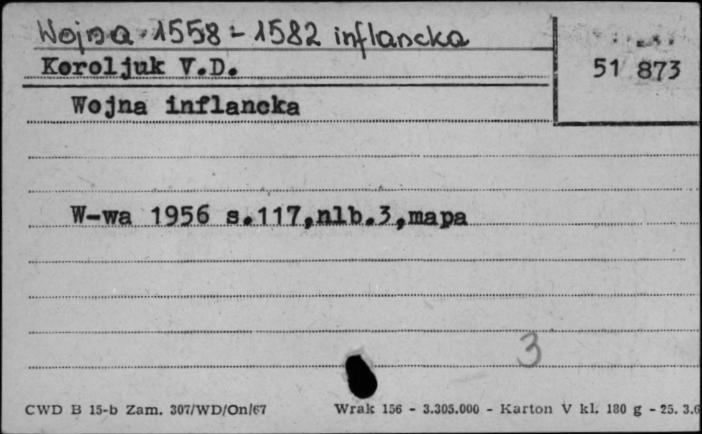 Wojna 1558-1582 inflancka
Koroljuk V.D.
51 873
Wojna inflancka
W-wa 1956 s.117,nlb.3,mapa
3
CWD B 15-b Zam. 307/WD/On/67 Wrak 156 - 3.305.000 - Karton V kl. 180 g - 25. 3.6